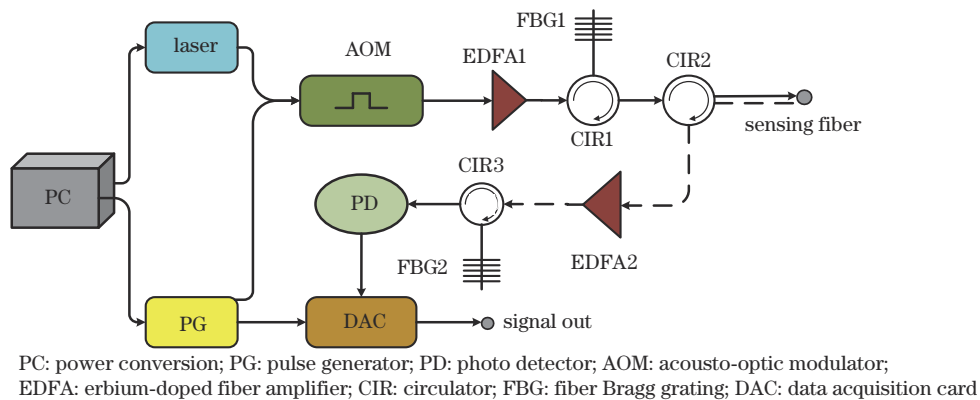 FBG1
laser
AOM
EDFA1
CIR2
CIR1
sensing fiber
PC
CIR3
PD
FBG2
EDFA2
PG
DAC
signal out
PC: power conversion; PG: pulse generator; PD: photo detector; AOM: acousto-optic modulator;
EDFA: erbium-doped fiber amplifier; CIR: circulator; FBG: fiber Bragg grating; DAC: data acquisition card